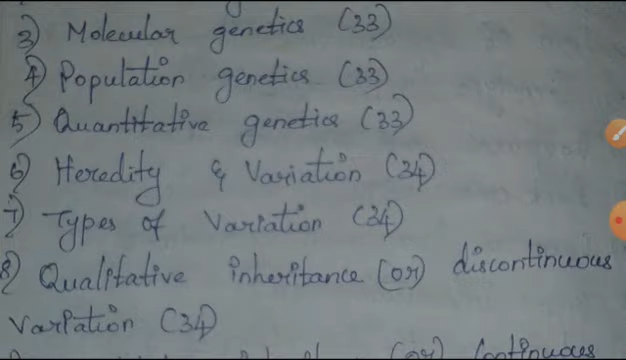 3) Molecular genetics (33)
4) Population genetics (33)
5) Quantitative genetics (33)
6) Heredity & Variation (34)
7) Types of Variation (34)
8) Qualitative inheritance (or) discontinuous
Variation (34)
(or) Continuous